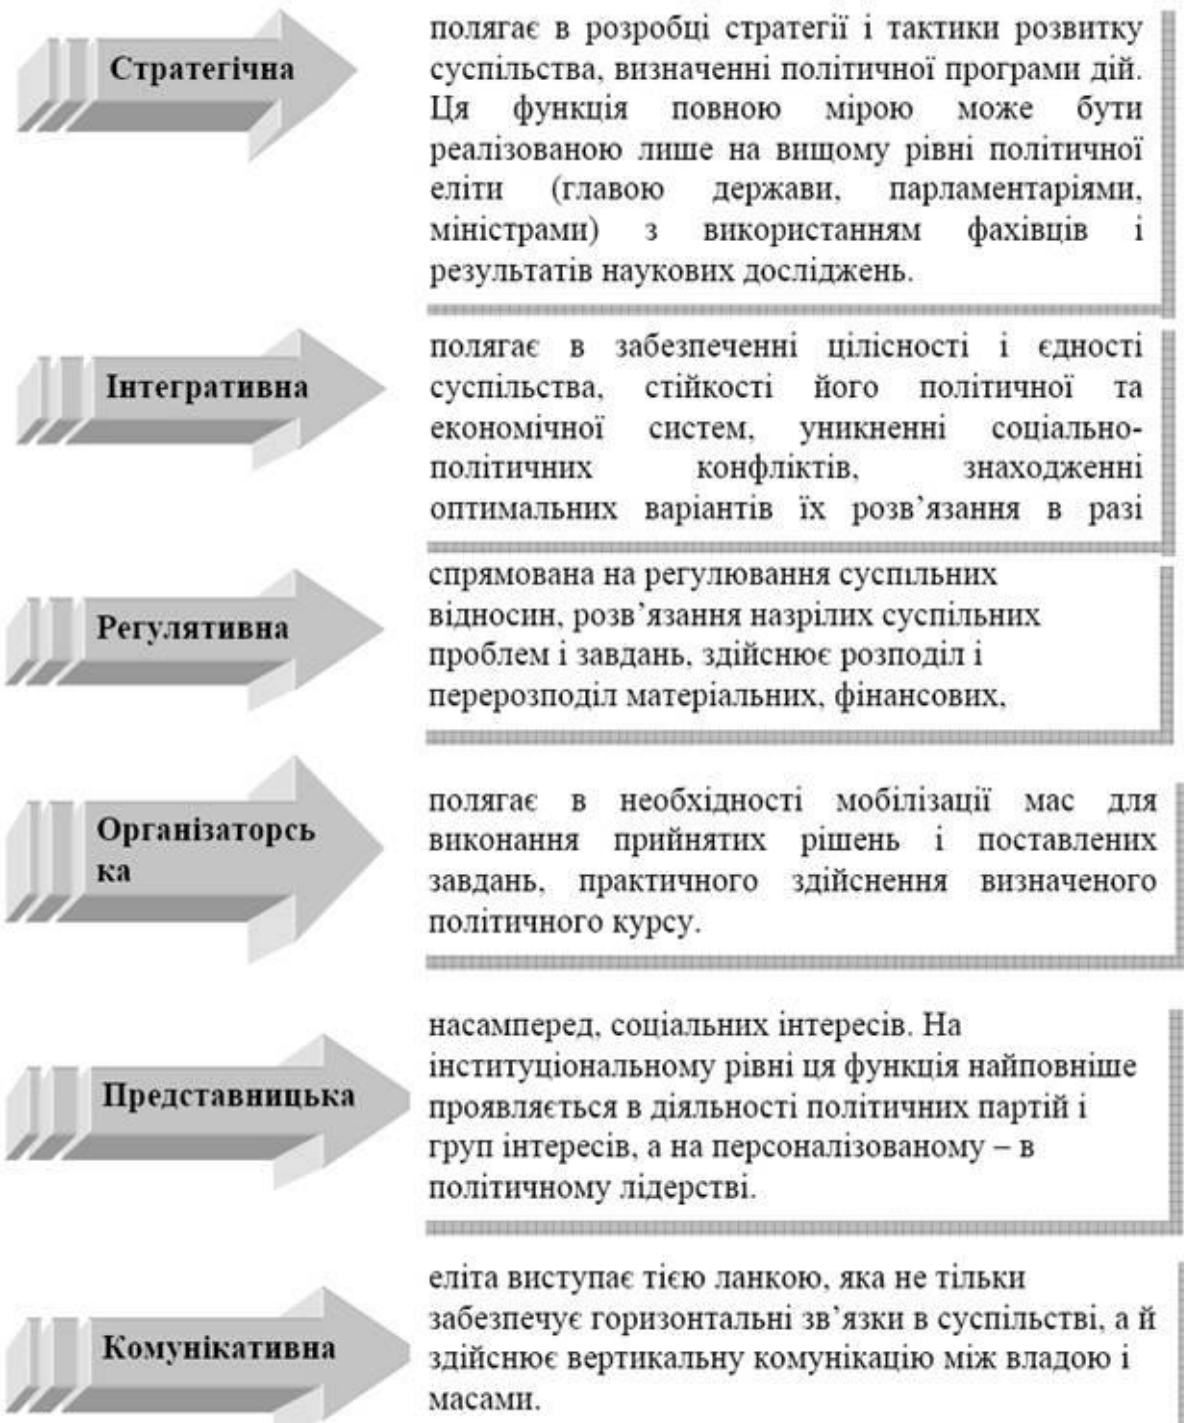 Стратегічна
полягає в розробці стратегії і тактики розвитку
суспільства, визначенні політичної програми дій.
Ця функція повною мірою може бути
реалізованою лише на вищому рівні політичної
еліти (главою держави, парламентаріями,
міністрами) з використанням фахівців і
результатів наукових досліджень.
Інтегративна
полягає в забезпеченні цілісності і єдності
суспільства, стійкості його політичної та
економічної систем, уникненні соціально-
політичних конфліктів, знаходженні
оптимальних варіантів їх розв’язання в разі
Регулятивна
спрямована на регулювання суспільних
відносин, розв’язання назрілих суспільних
проблем і завдань, здійснює розподіл і
перерозподіл матеріальних, фінансових,
Організаторсь
ка
полягає в необхідності мобілізації мас для
виконання прийнятих рішень і поставлених
завдань, практичного здійснення визначеного
політичного курсу.
Представницька
насамперед, соціальних інтересів. На
інституціональному рівні ця функція найповніше
проявляється в діяльності політичних партій і
груп інтересів, а на персоналізованому – в
політичному лідерстві.
Комунікативна
еліта виступає тією ланкою, яка не тільки
забезпечує горизонтальні зв’язки в суспільстві, а й
здійснює вертикальну комунікацію між владою і
масами.